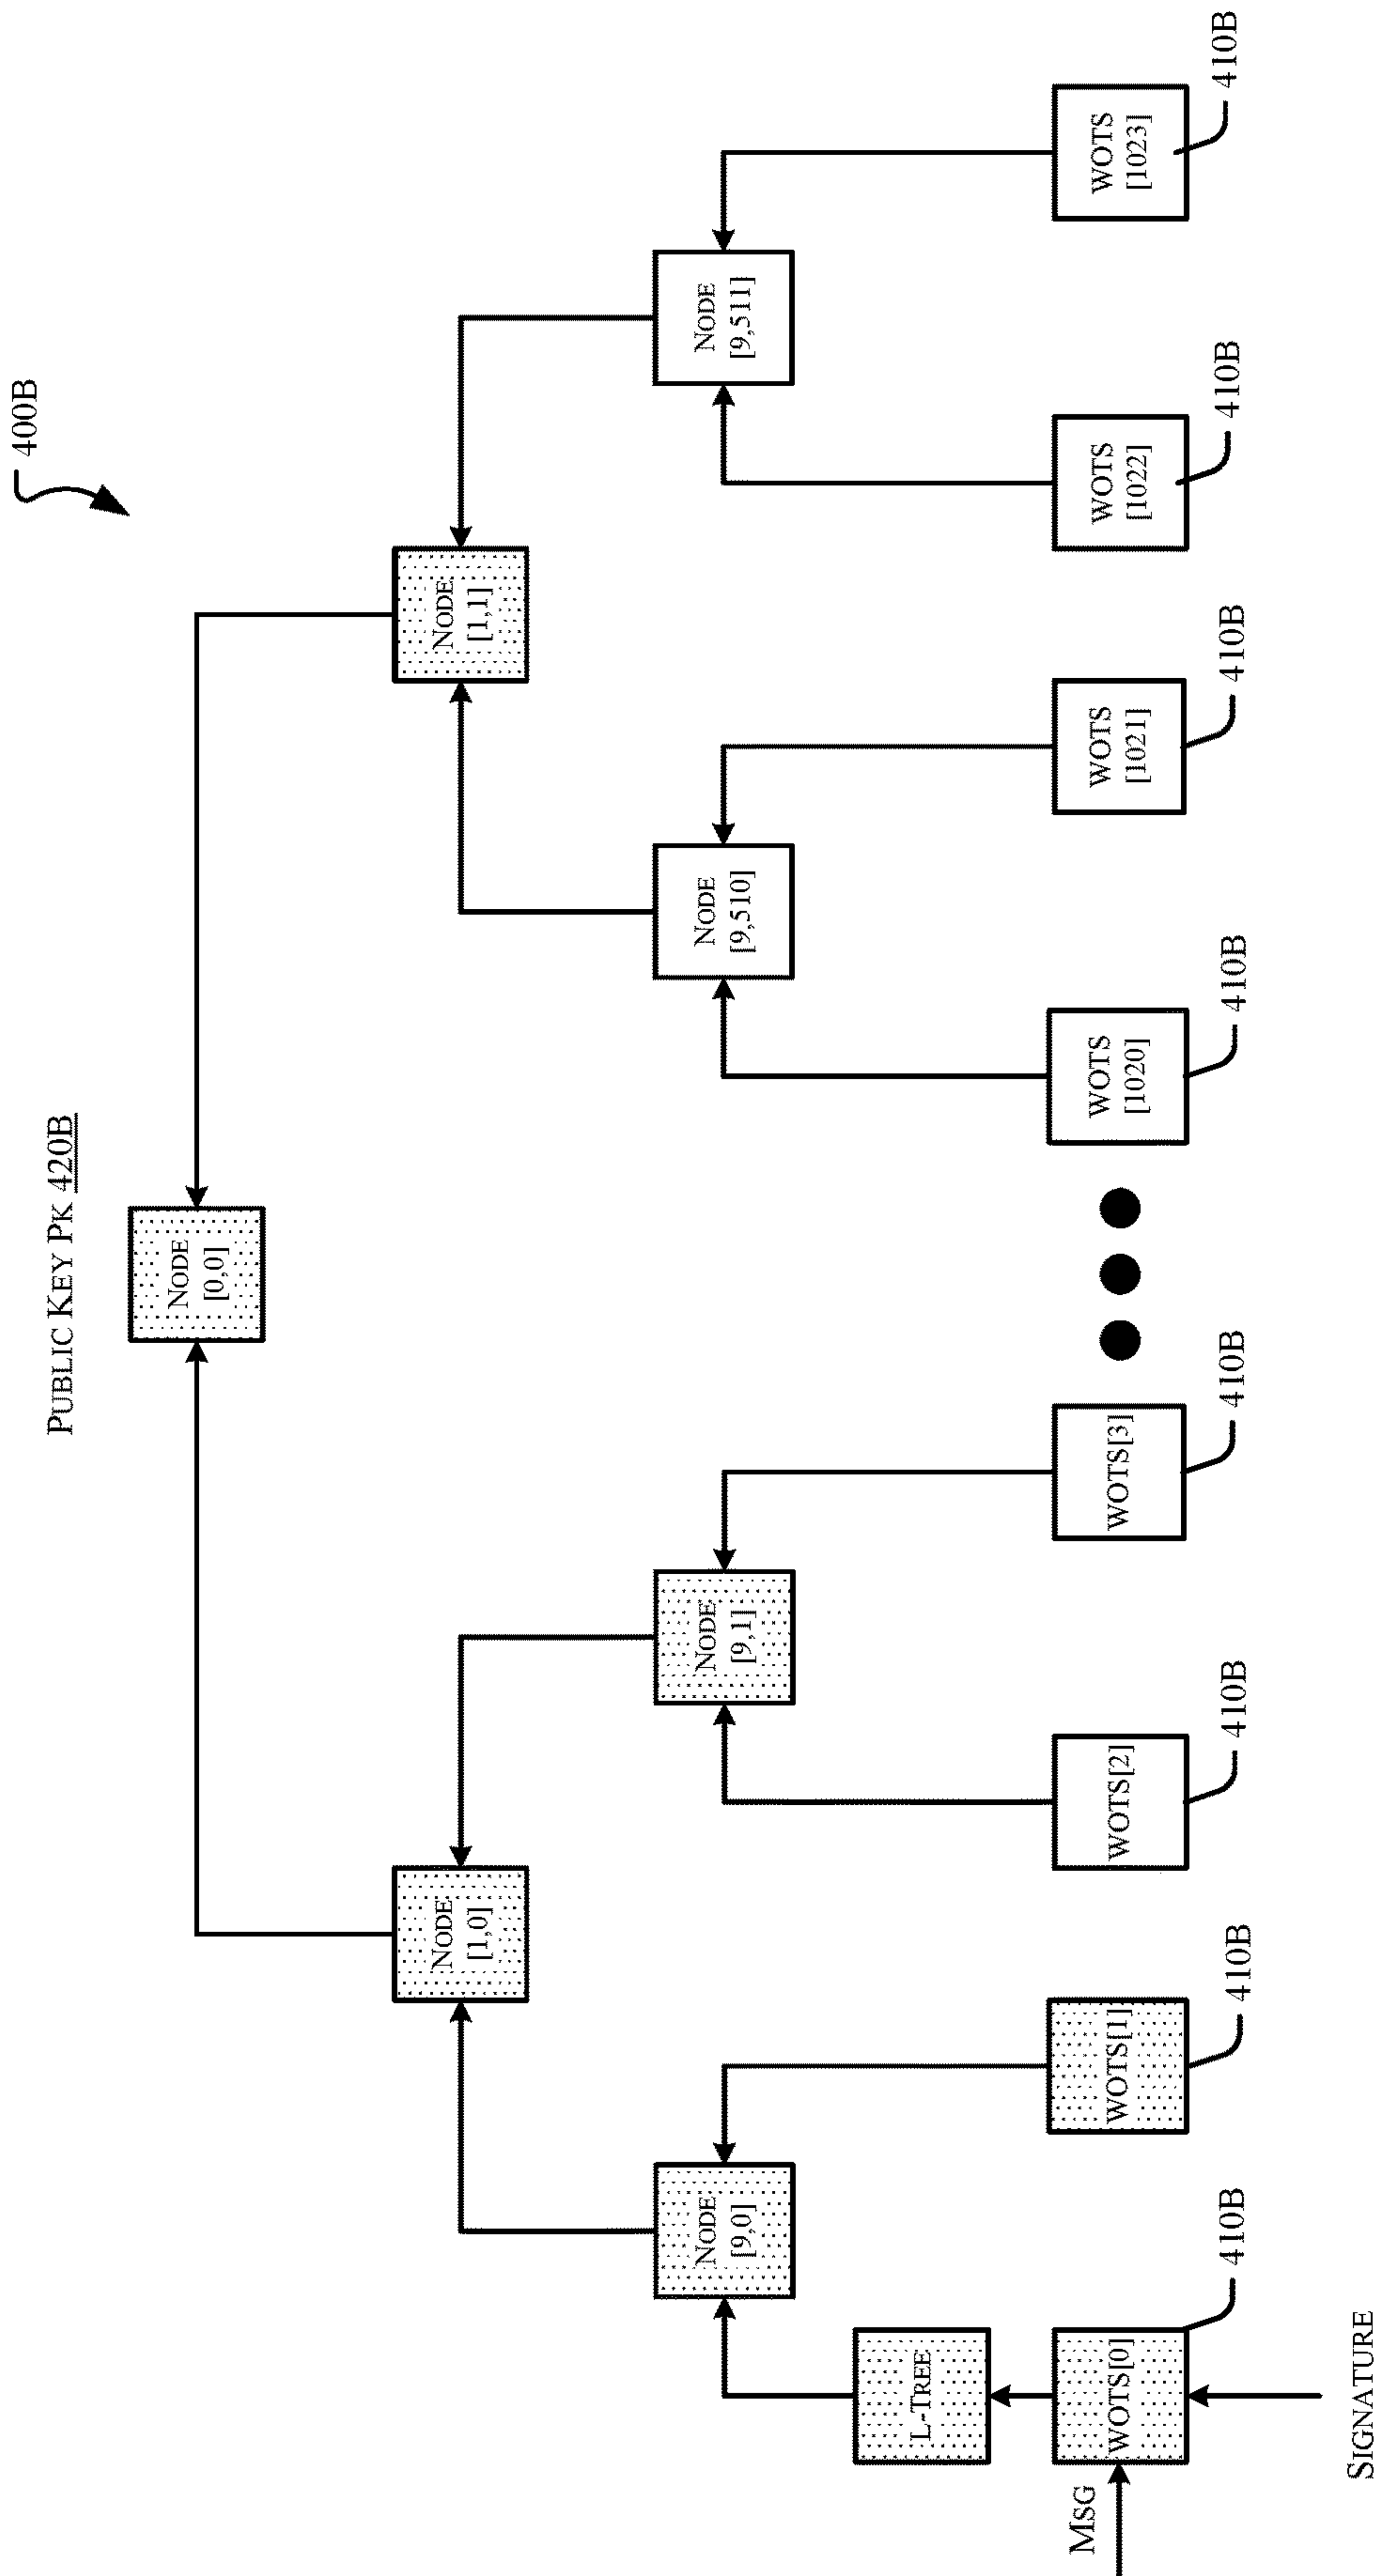 400B
PUBLIC KEY PK 420B
NODE
[0,0]
NODE
[1,0]
NODE
[1,1]
NODE
[9,0]
NODE
[9,1]
NODE
[9,510]
NODE
[9,511]
L-TREE
MSG
WOTS[0]
WOTS[1]
WOTS[2]
WOTS[3]
WOTS
[1020]
WOTS
[1021]
WOTS
[1022]
WOTS
[1023]
410B
410B
410B
410B
410B
410B
410B
410B
SIGNATURE